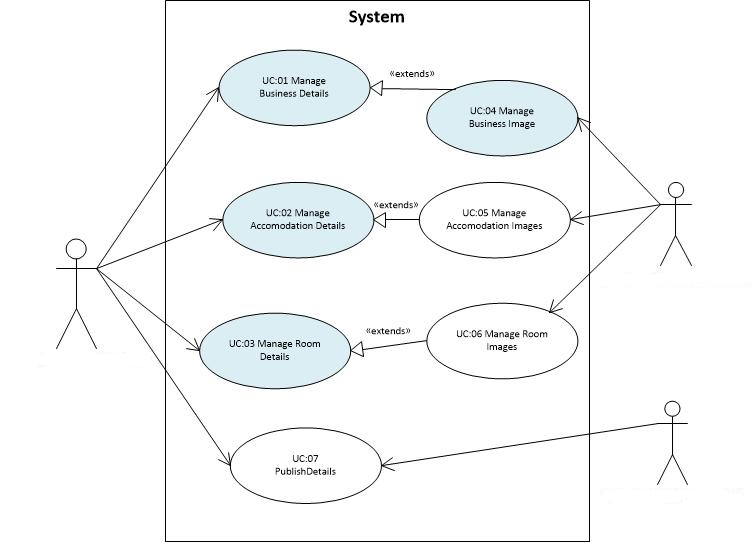 System
UC:01 Manage
Business Details
«extends»
UC:04 Manage
Business Image
UC:02 Manage
Accomodation Details
«extends»
UC:05 Manage
Accomodation Images
UC:03 Manage Room
Details
«extends»
UC:06 Manage Room
Images
UC:07
PublishDetails